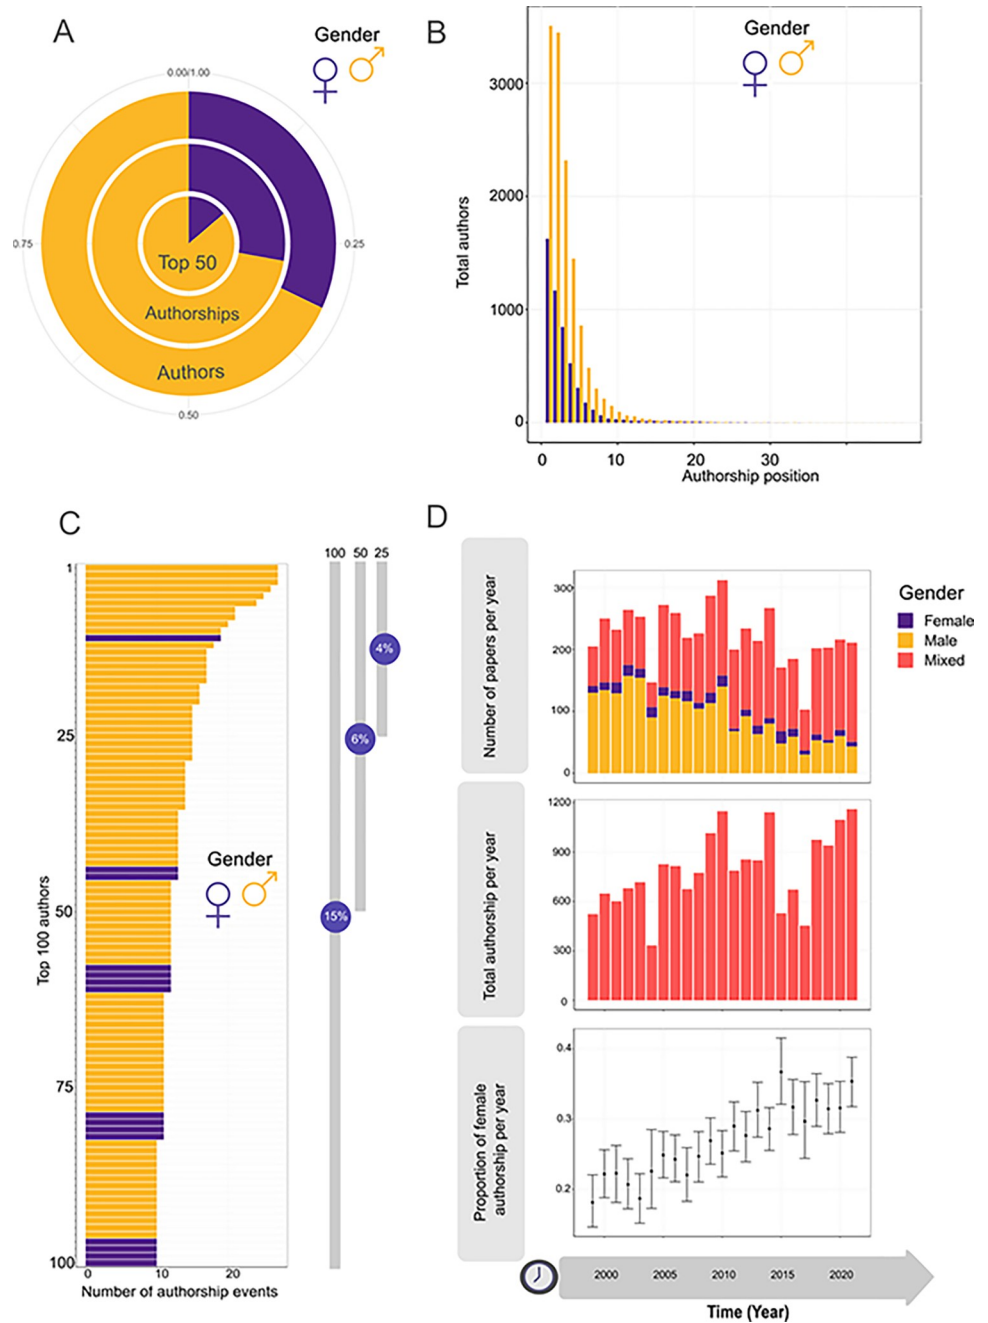 A
Gender
0.00/1.00
0.75
0.25
Top 50
Authorships
Authors
0.50
B
Gender
Total authors
3000
2000
1000
0
0 10 20 30
Authorship position
C
100 50 25
1
25
50
75
100
Top 100 authors
4%
6%
15%
Gender
0 10 20
Number of authorship events
D
Number of papers per year
300
200
100
0
Gender
Female
Male
Mixed
Total authorship per year
1200
900
600
300
0
Proportion of female
authorship per year
0.4
0.3
0.2
2000 2005 2010 2015 2020
Time (Year)